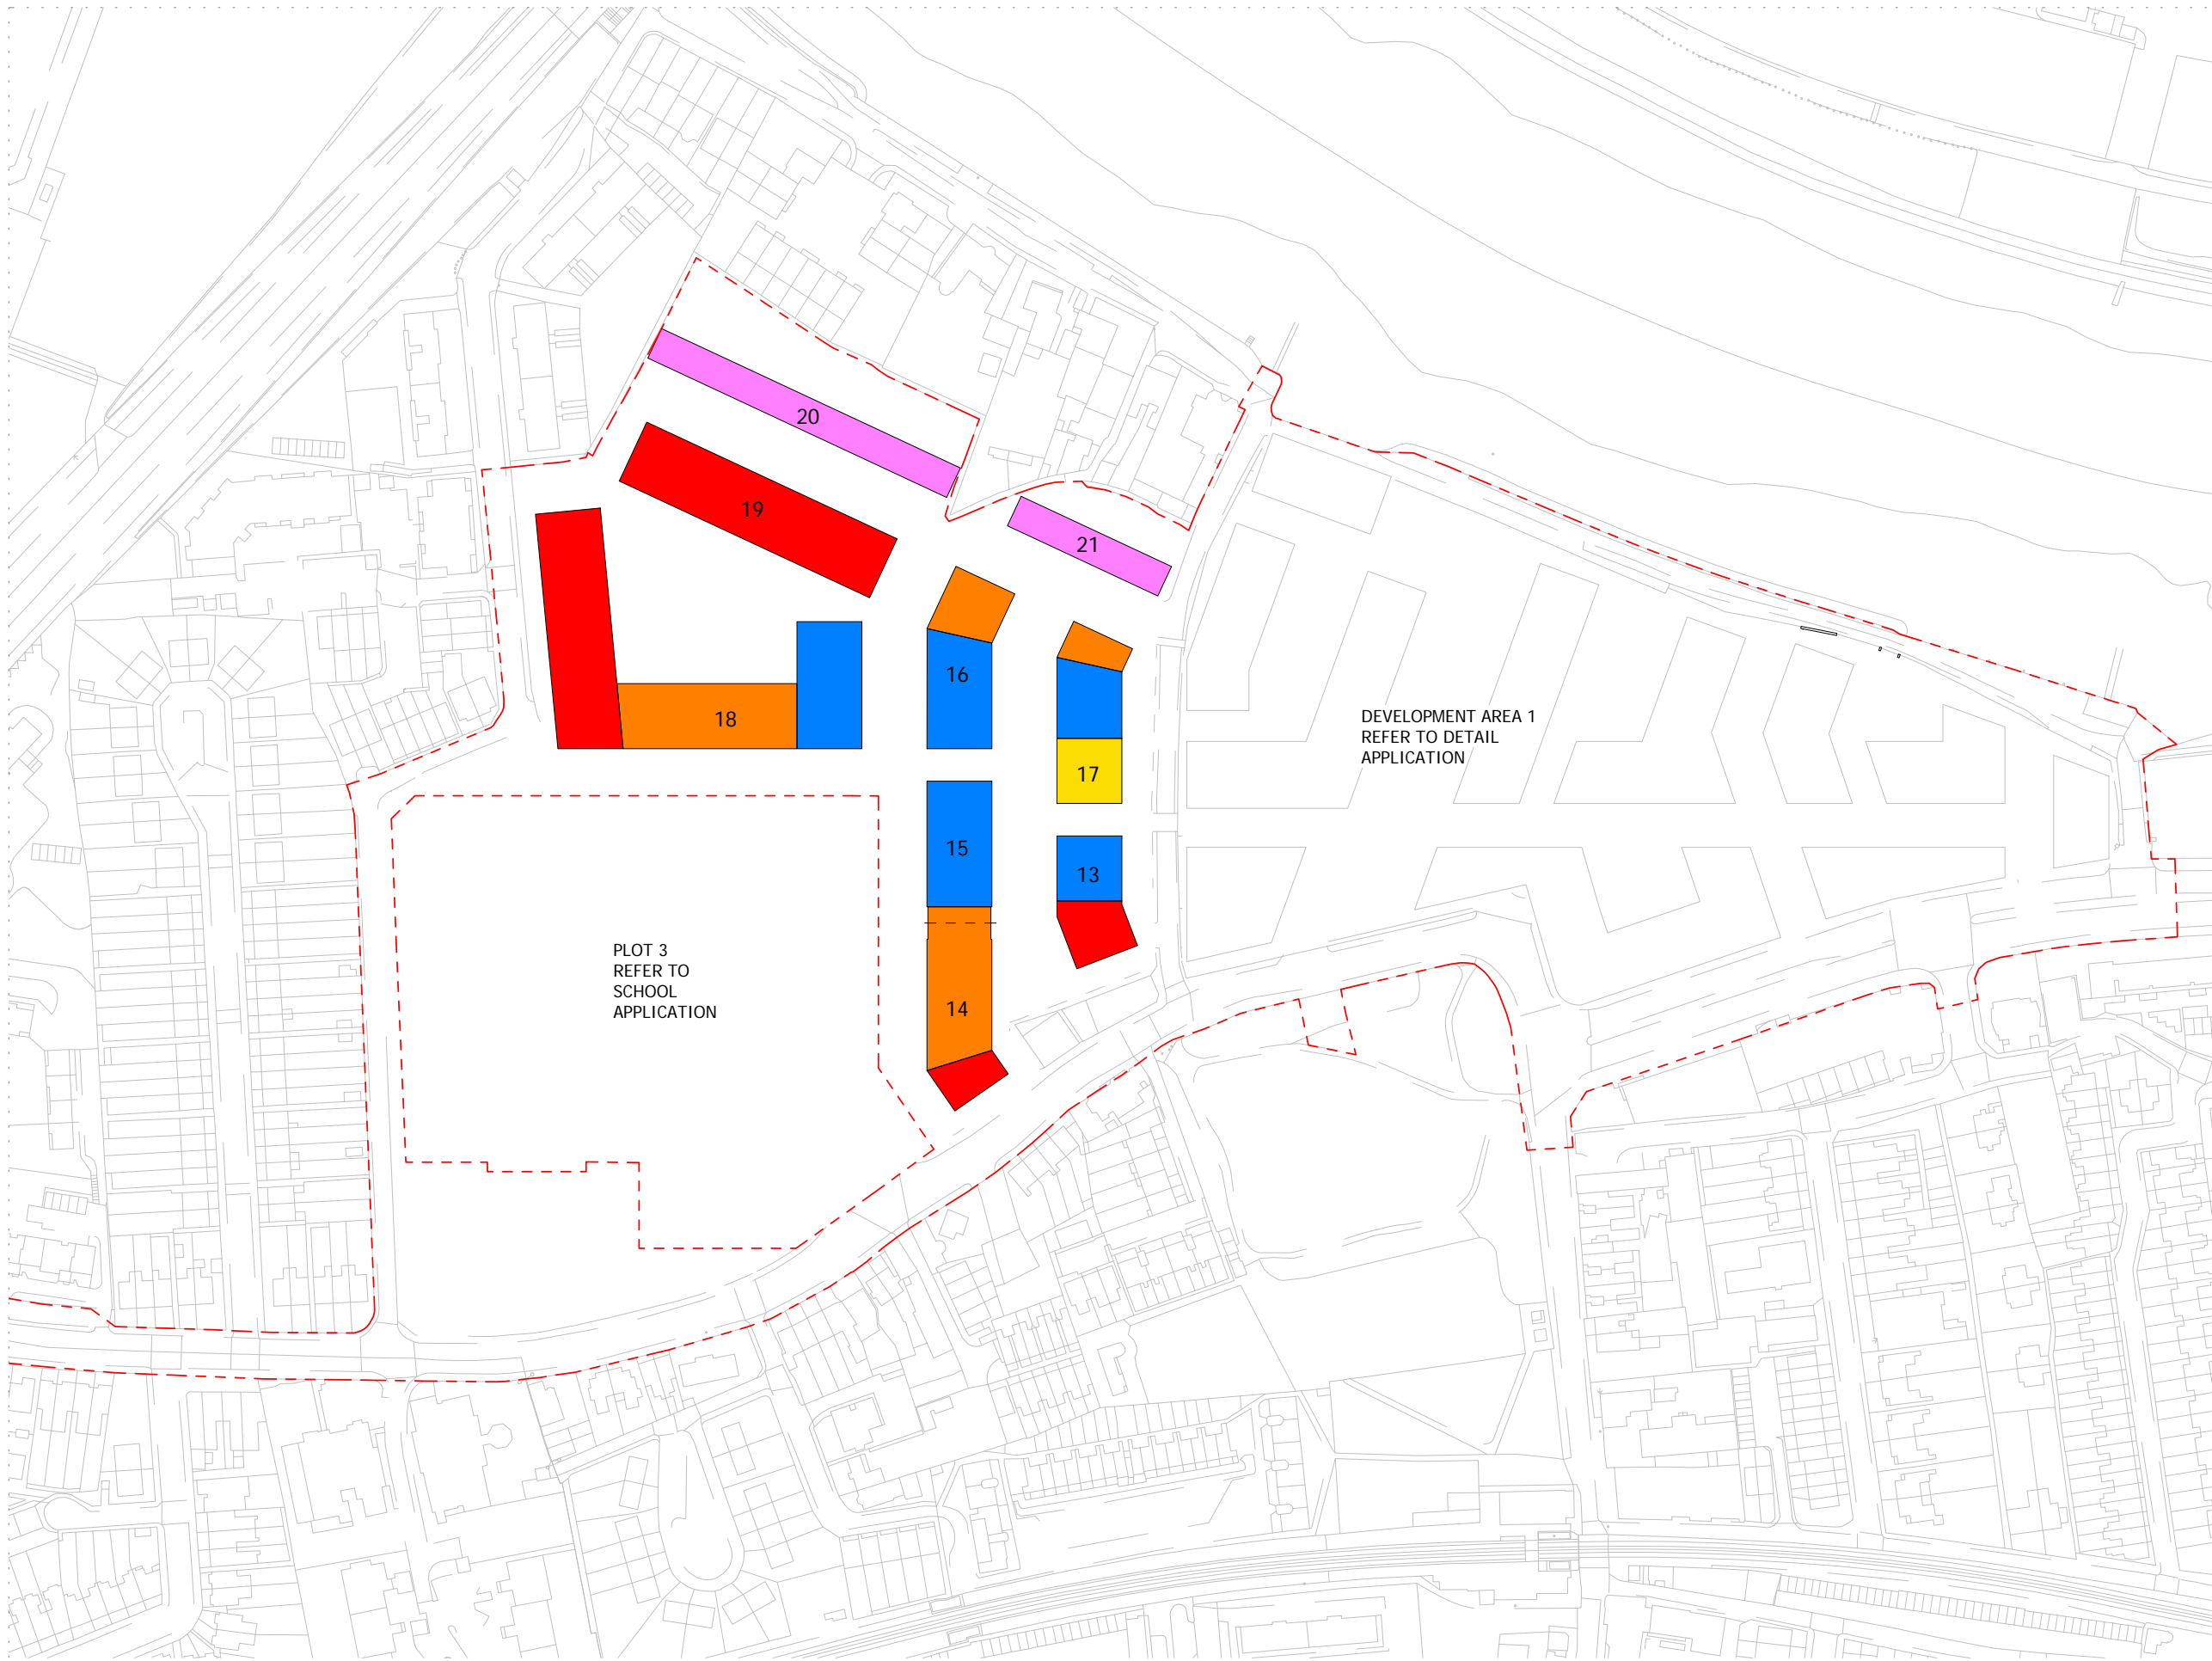 20
19
21
16
18
17
15
13
14
DEVELOPMENT AREA 1
REFER TO DETAIL
APPLICATION
PLOT 3
REFER TO
SCHOOL
APPLICATION